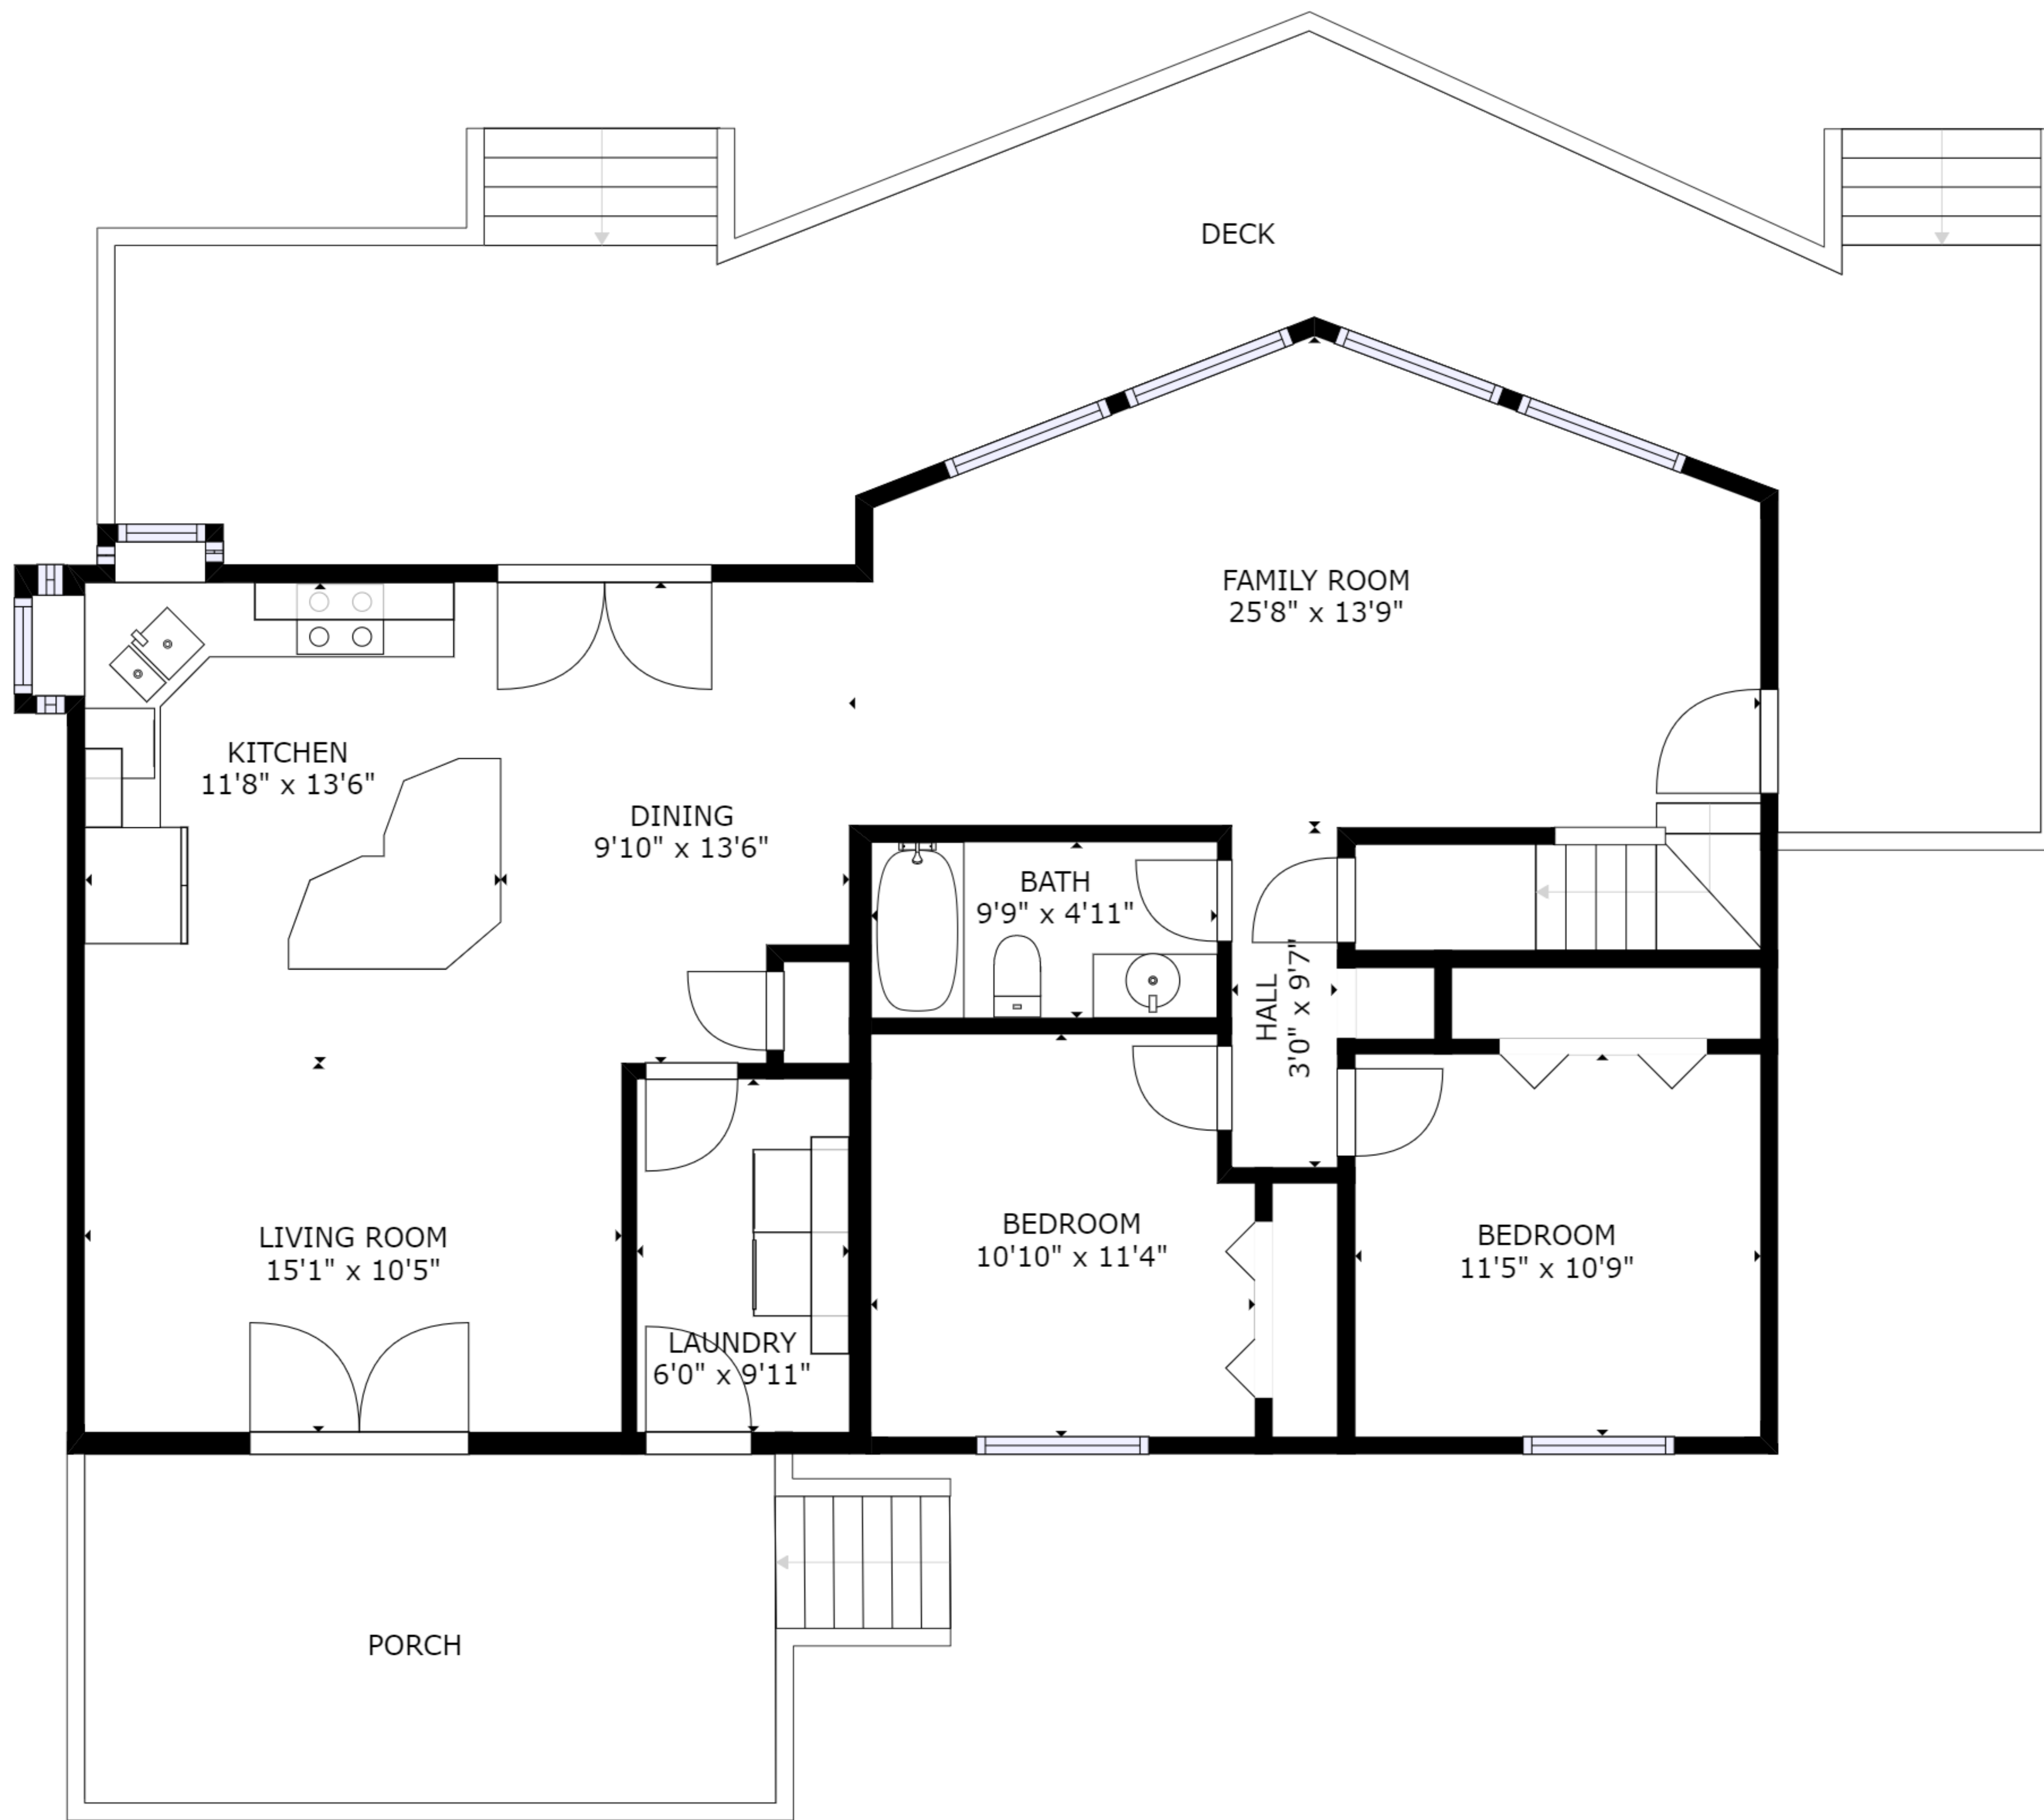 DECK
FAMILY ROOM
25'8" x 13'9"
KITCHEN
11'8" x 13'6"
DINING
9'10" x 13'6"
BATH
9'9" x 4'11"
HALL
3'0" x 9'7"
LIVING ROOM
15'1" x 10'5"
BEDROOM
10'10" x 11'4"
BEDROOM
11'5" x 10'9"
LAUNDRY
6'0" x 9'11"
PORCH